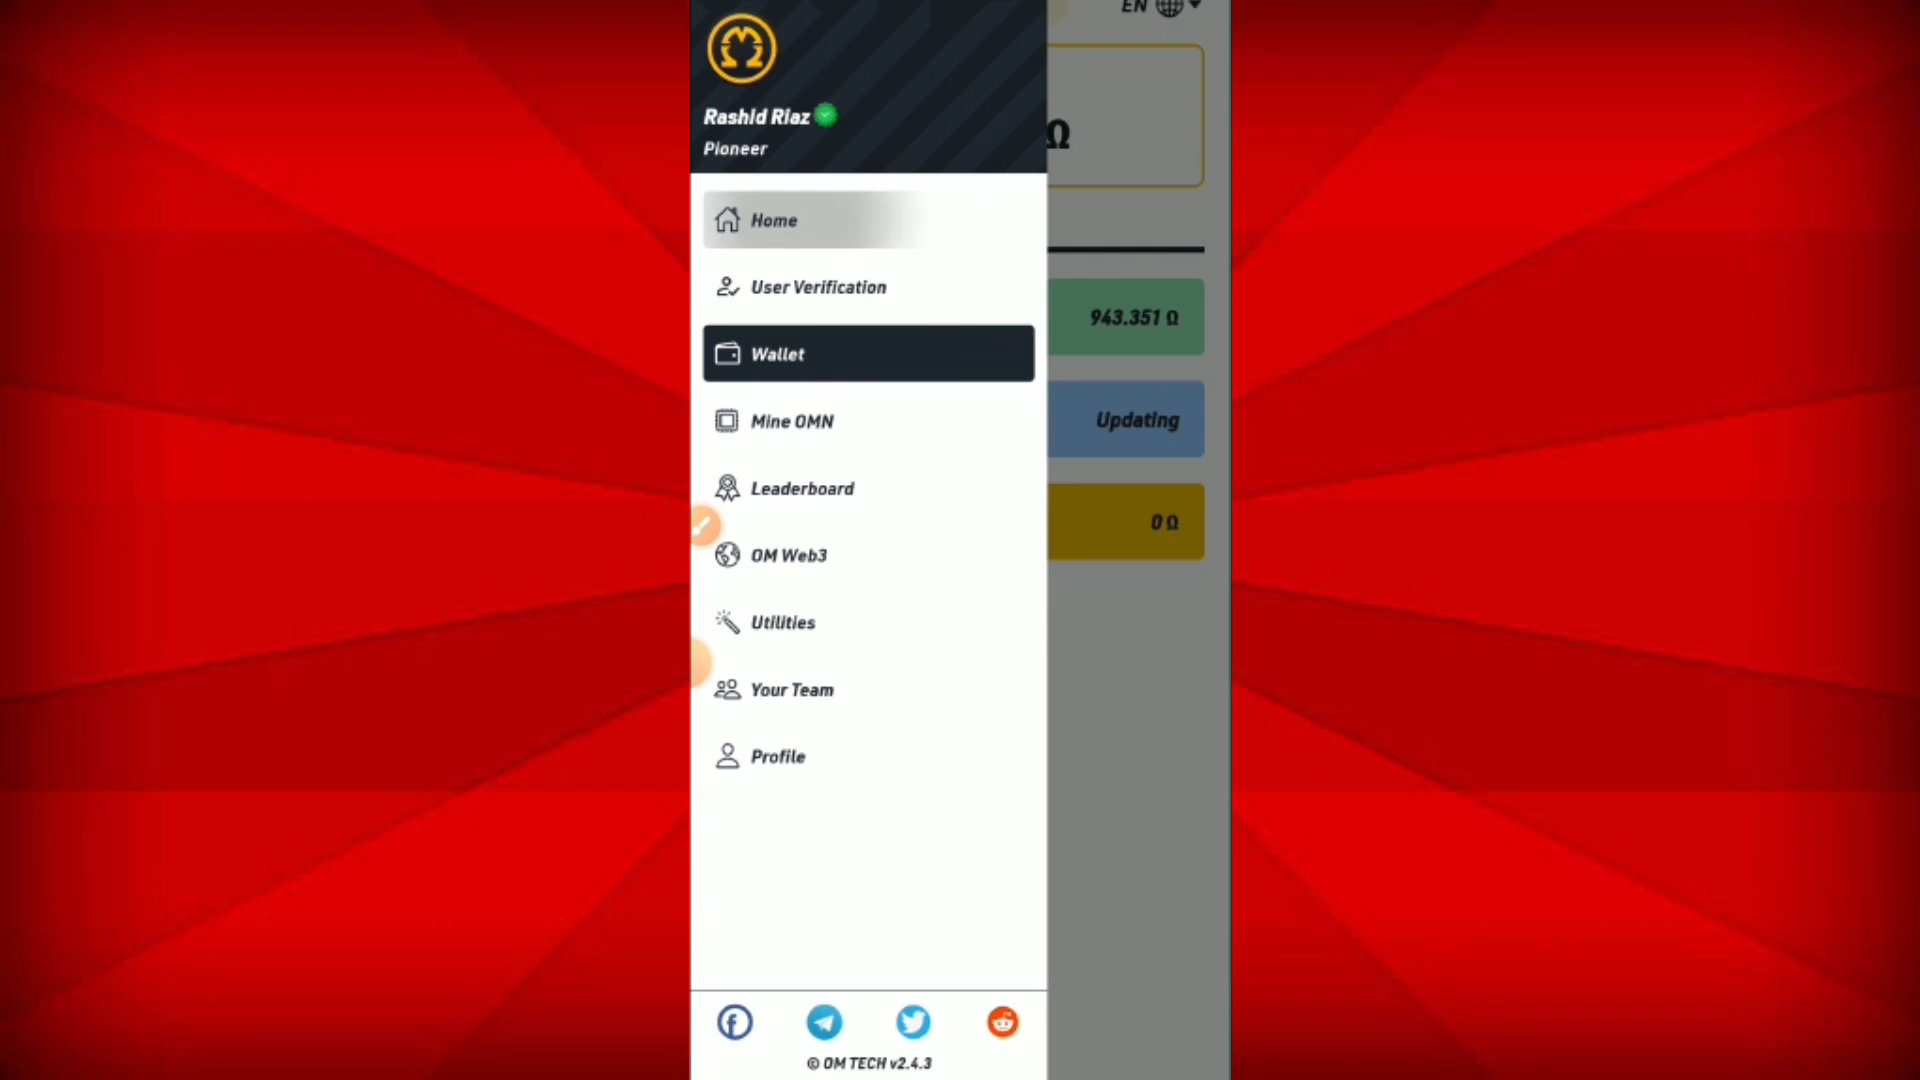 EN
Rashid Riaz
Pioneer
Ω
Home
User Verification
943.351 Ω
Wallet
Mine OMN
Updating
Leaderboard
0 Ω
OM Web3
Utilities
Your Team
Profile
© OM TECH v2.4.3